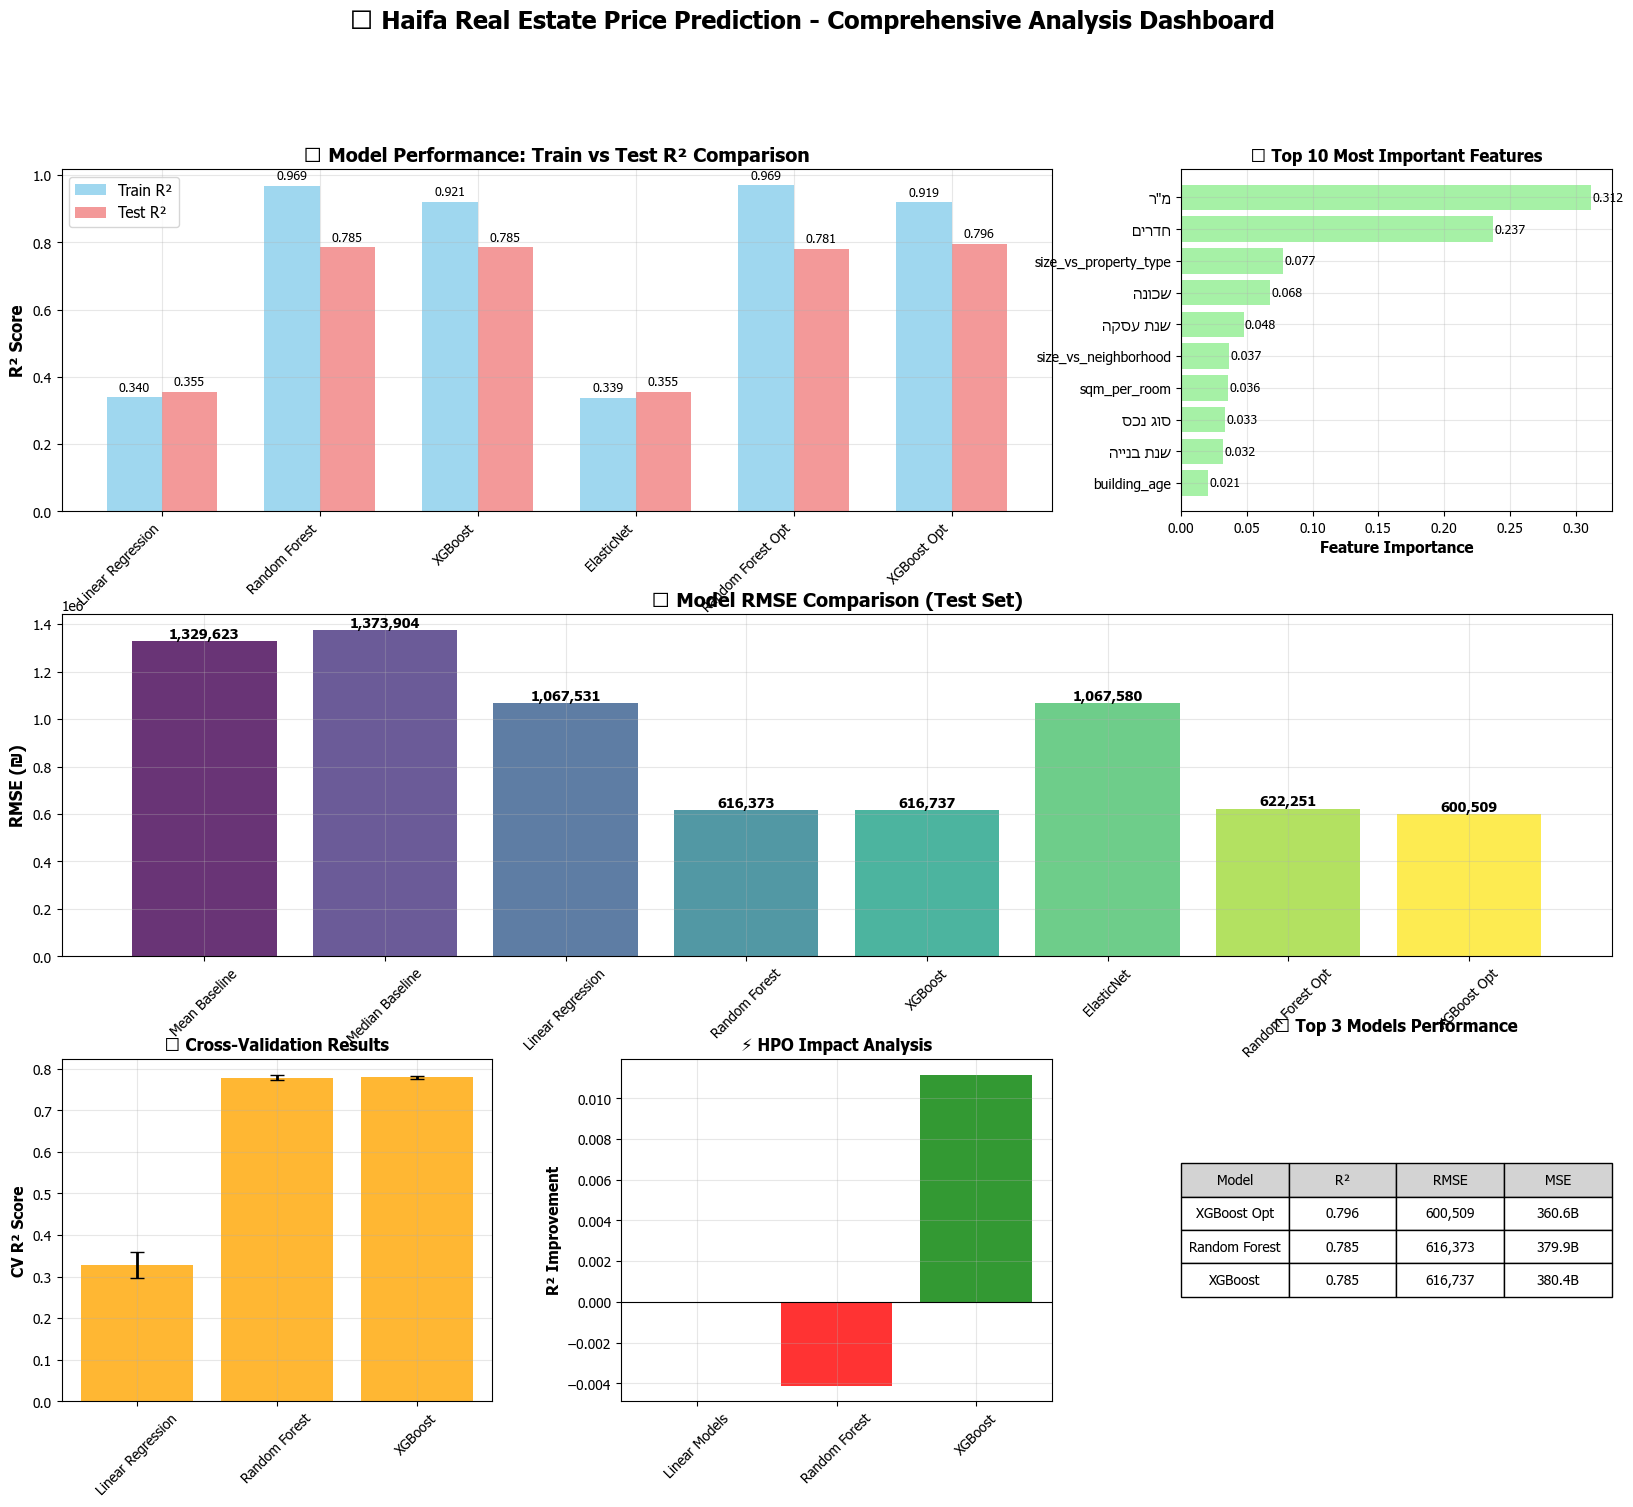 □ Haifa Real Estate Price Prediction - Comprehensive Analysis Dashboard
□ Model Performance: Train vs Test R² Comparison
R² Score
1.0
0.8
0.6
0.4
0.2
0.0
Train R²
Test R²
0.340
0.355
0.969
0.785
0.921
0.785
0.339
0.355
0.969
0.781
0.919
0.796
Linear Regression
Random Forest
XGBoost
ElasticNet
Random Forest Opt
XGBoost Opt
□ Top 10 Most Important Features
מ"ר
0.312
חדרים
0.237
size_vs_property_type
0.077
שכונה
0.068
שנת עסקה
0.048
size_vs_neighborhood
0.037
sqm_per_room
0.036
סוג נכס
0.033
שנת בנייה
0.032
building_age
0.021
0.00 0.05 0.10 0.15 0.20 0.25 0.30
Feature Importance
□ Model RMSE Comparison (Test Set)
1e6
RMSE (₪)
1.4
1.2
1.0
0.8
0.6
0.4
0.2
0.0
1,329,623
1,373,904
1,067,531
616,373
616,737
1,067,580
622,251
600,509
Mean Baseline
Median Baseline
Linear Regression
Random Forest
XGBoost
ElasticNet
Random Forest Opt
XGBoost Opt
□ Cross-Validation Results
CV R² Score
0.8
0.7
0.6
0.5
0.4
0.3
0.2
0.1
0.0
Linear Regression
Random Forest
XGBoost
⚡ HPO Impact Analysis
R² Improvement
0.010
0.008
0.006
0.004
0.002
0.000
−0.002
−0.004
Linear Models
Random Forest
XGBoost
□ Top 3 Models Performance
Model R² RMSE MSE
XGBoost Opt 0.796 600,509 360.6B
Random Forest 0.785 616,373 379.9B
XGBoost 0.785 616,737 380.4B